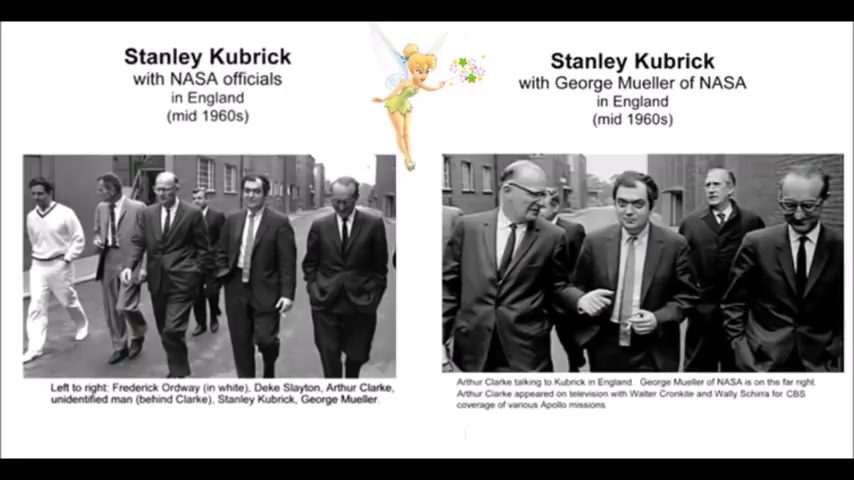 Stanley Kubrick
with NASA officials
in England
(mid 1960s)
Left to right: Frederick Ordway (in white), Deke Slayton, Arthur Clarke,
unidentified man (behind Clarke), Stanley Kubrick, George Mueller.
Stanley Kubrick
with George Mueller of NASA
in England
(mid 1960s)
Arthur Clarke talking to Kubrick in England. George Mueller of NASA is on the far right.
Arthur Clarke appeared on television with Walter Cronkite and Wally Schirra for CBS
coverage of various Apollo missions.